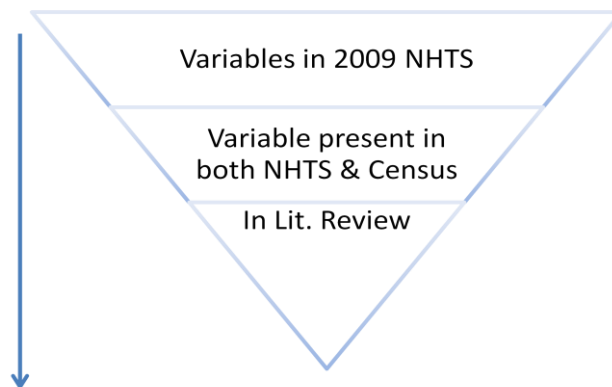 Variables in 2009 NHTS
Variable present in
both NHTS & Census
In Lit. Review